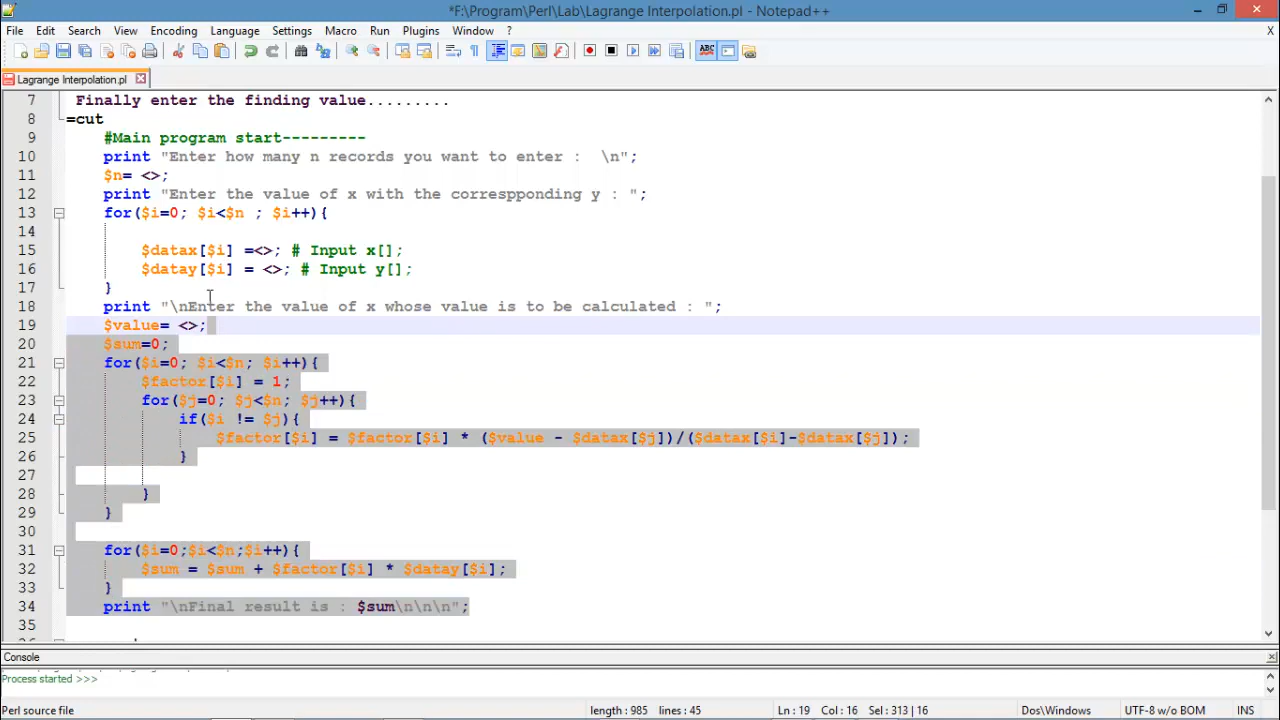 *F:\Program\Perl\Lab\Lagrange Interpolation.pl - Notepad++
File Edit Search View Encoding Language Settings Macro Run Plugins Window ? X
Lagrange Interpolation.pl
7 Finally enter the finding value.........
8 =cut
9 #Main program start---------
10 print "Enter how many n records you want to enter :  \n";
11 $n= <>;
12 print "Enter the value of x with the correspponding y : ";
13 for($i=0; $i<$n ; $i++){
14
15 $datax[$i] =<>; # Input x[];
16 $datay[$i] = <>; # Input y[];
17 }
18 print "\nEnter the value of x whose value is to be calculated : ";
19 $value= <>;
20 $sum=0;
21 for($i=0; $i<$n; $i++){
22 $factor[$i] = 1;
23 for($j=0; $j<$n; $j++){
24 if($i != $j){
25 $factor[$i] = $factor[$i] * ($value - $datax[$j])/($datax[$i]-$datax[$j]);
26 }
27
28 }
29 }
30
31 for($i=0;$i<$n;$i++){
32 $sum = $sum + $factor[$i] * $datay[$i];
33 }
34 print "\nFinal result is : $sum\n\n\n";
35
Console
Process started >>>
Perl source file length : 985 lines : 45 Ln : 19 Col : 16 Sel : 313 | 16 Dos\Windows UTF-8 w/o BOM INS